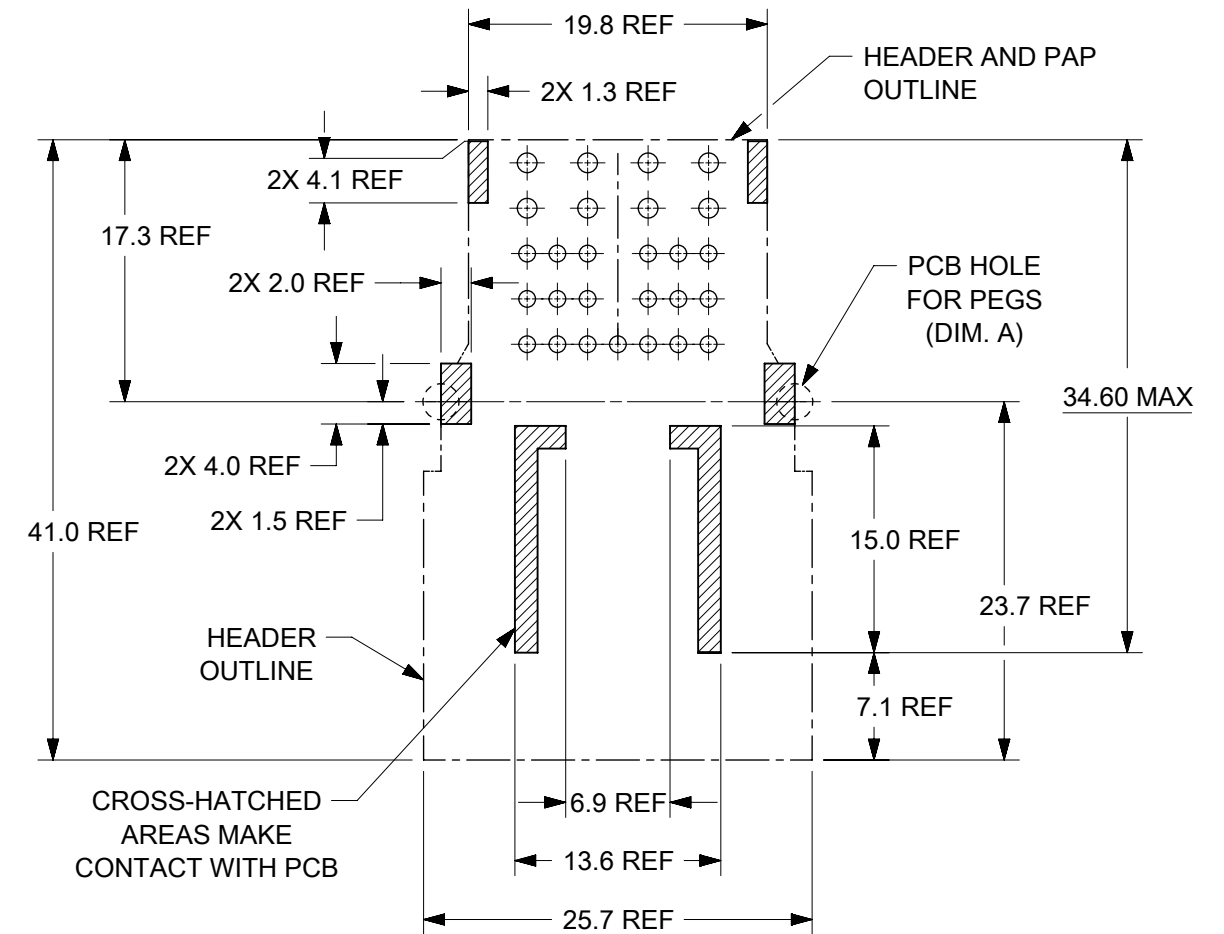 19.8 REF
HEADER AND PAP
OUTLINE
2X 1.3 REF
2X 4.1 REF
17.3 REF
2X 2.0 REF
PCB HOLE
FOR PEGS
(DIM. A)
34.60 MAX
2X 4.0 REF
2X 1.5 REF
41.0 REF
15.0 REF
23.7 REF
HEADER
OUTLINE
7.1 REF
CROSS-HATCHED
AREAS MAKE
CONTACT WITH PCB
6.9 REF
13.6 REF
25.7 REF